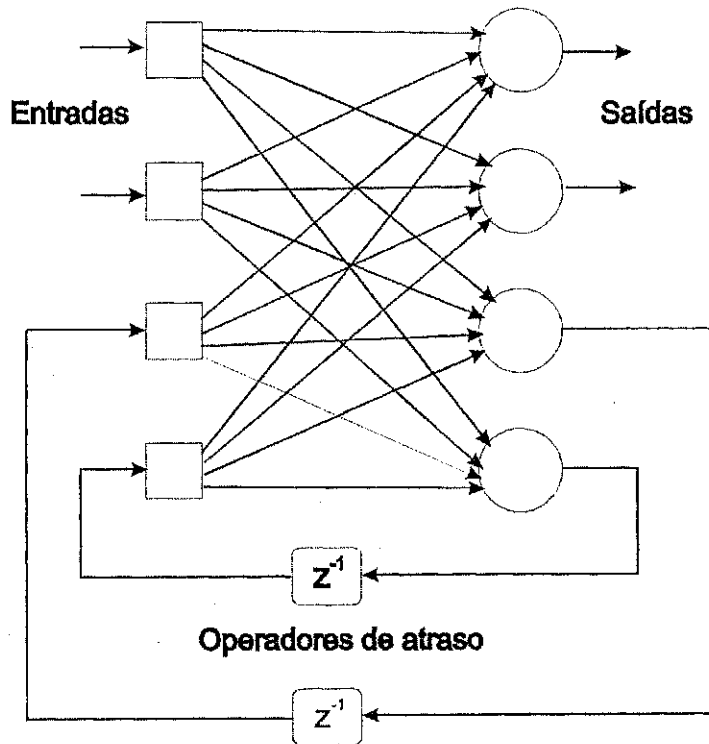 Entradas
Saídas
z⁻¹
Operadores de atraso
z⁻¹